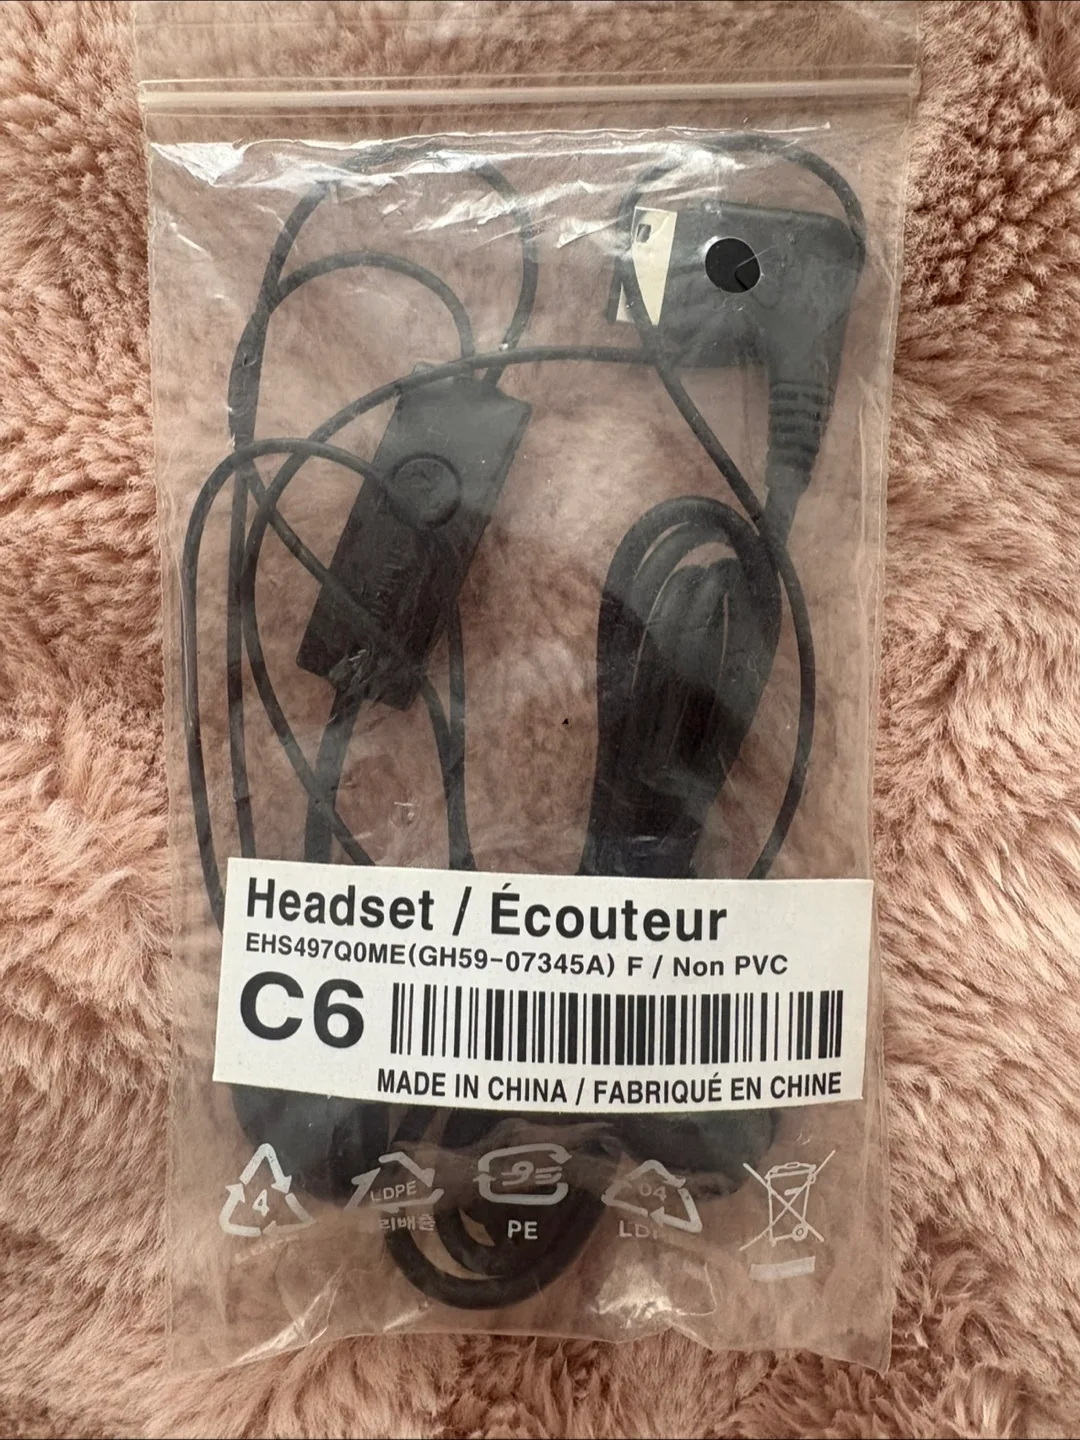 Headset / Écouteur
EHS497Q0ME(GH59-07345A) F / Non PVC
C6
MADE IN CHINA / FABRIQUÉ EN CHINE
4
LDPE
PE
04